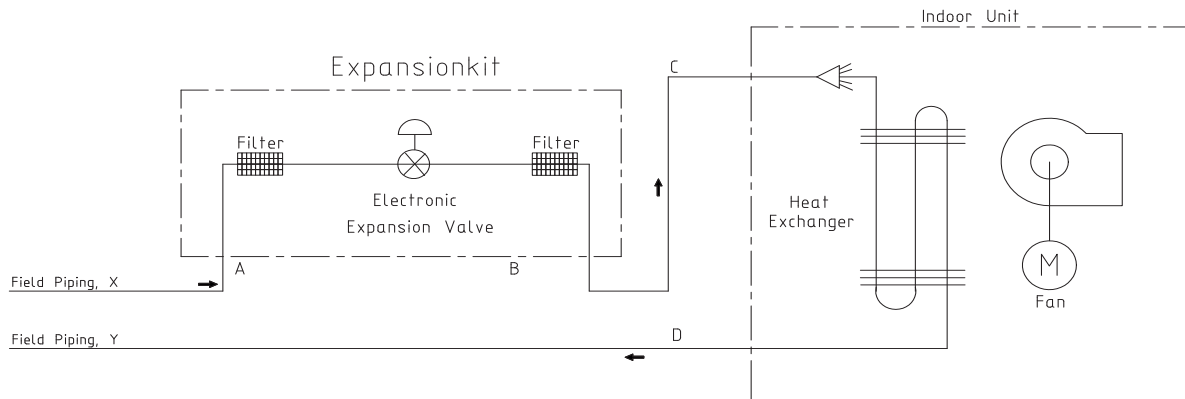 Indoor Unit
Expansionkit
C
Filter
Filter
Electronic
Expansion Valve
Heat
Exchanger
A
B
M
Field Piping, X
Fan
Field Piping, Y
D